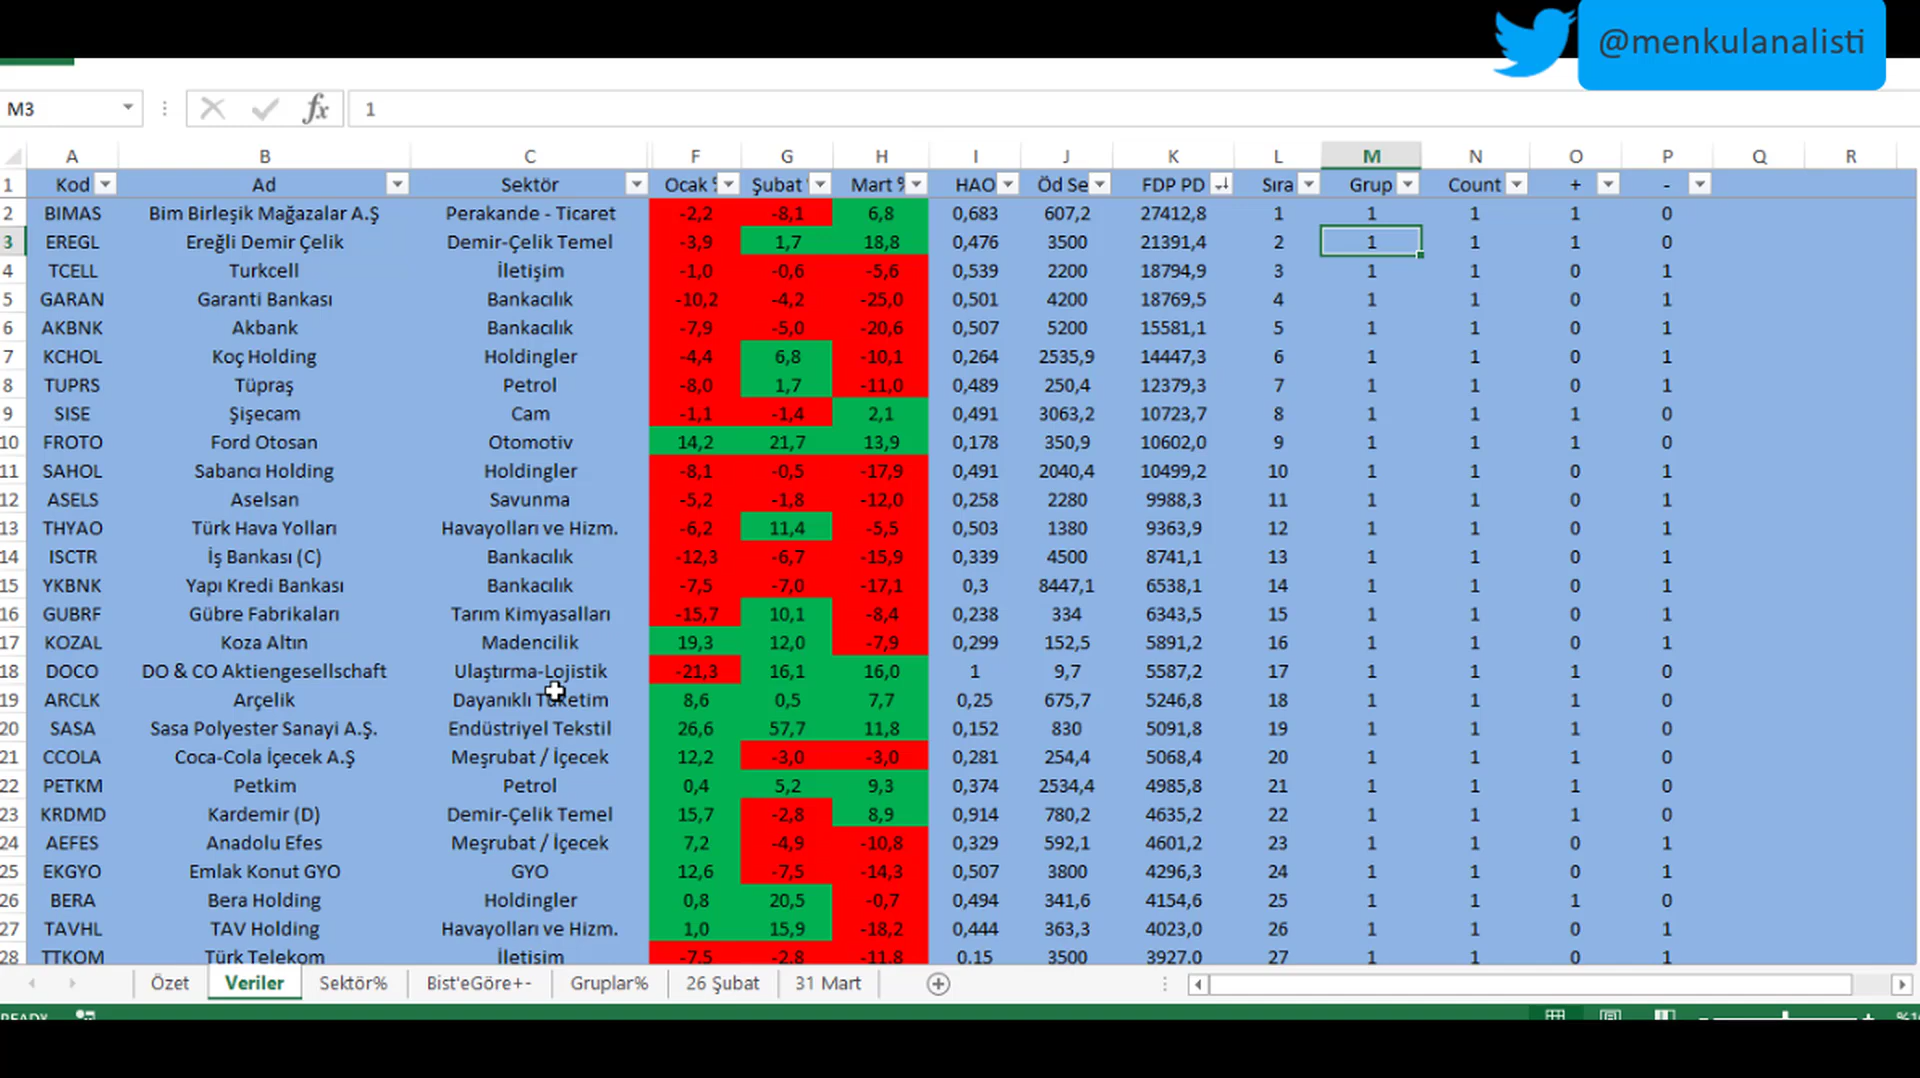 @menkulanalisti
M3 fx 1
A B C F G H I J K L M N O P Q R
1 Kod Ad Sektör Ocak % Şubat Mart % HAO Öd Se FDP PD Sıra Grup Count + -
2 BIMAS Bim Birleşik Mağazalar A.Ş Perakande - Ticaret -2,2 -8,1 6,8 0,683 607,2 27412,8 1 1 1 1 0
3 EREGL Ereğli Demir Çelik Demir-Çelik Temel -3,9 1,7 18,8 0,476 3500 21391,4 2 1 1 1 0
4 TCELL Turkcell İletişim -1,0 -0,6 -5,6 0,539 2200 18794,9 3 1 1 0 1
5 GARAN Garanti Bankası Bankacılık -10,2 -4,2 -25,0 0,501 4200 18769,5 4 1 1 0 1
6 AKBNK Akbank Bankacılık -7,9 -5,0 -20,6 0,507 5200 15581,1 5 1 1 0 1
7 KCHOL Koç Holding Holdingler -4,4 6,8 -10,1 0,264 2535,9 14447,3 6 1 1 0 1
8 TUPRS Tüpraş Petrol -8,0 1,7 -11,0 0,489 250,4 12379,3 7 1 1 0 1
9 SISE Şişecam Cam -1,1 -1,4 2,1 0,491 3063,2 10723,7 8 1 1 1 0
10 FROTO Ford Otosan Otomotiv 14,2 21,7 13,9 0,178 350,9 10602,0 9 1 1 1 0
11 SAHOL Sabancı Holding Holdingler -8,1 -0,5 -17,9 0,491 2040,4 10499,2 10 1 1 0 1
12 ASELS Aselsan Savunma -5,2 -1,8 -12,0 0,258 2280 9988,3 11 1 1 0 1
13 THYAO Türk Hava Yolları Havayolları ve Hizm. -6,2 11,4 -5,5 0,503 1380 9363,9 12 1 1 0 1
14 ISCTR İş Bankası (C) Bankacılık -12,3 -6,7 -15,9 0,339 4500 8741,1 13 1 1 0 1
15 YKBNK Yapı Kredi Bankası Bankacılık -7,5 -7,0 -17,1 0,3 8447,1 6538,1 14 1 1 0 1
16 GUBRF Gübre Fabrikaları Tarım Kimyasalları -15,7 10,1 -8,4 0,238 334 6343,5 15 1 1 0 1
17 KOZAL Koza Altın Madencilik 19,3 12,0 -7,9 0,299 152,5 5891,2 16 1 1 0 1
18 DOCO DO & CO Aktiengesellschaft Ulaştırma-Lojistik -21,3 16,1 16,0 1 9,7 5587,2 17 1 1 1 0
19 ARCLK Arçelik Dayanıklı Tüketim 8,6 0,5 7,7 0,25 675,7 5246,8 18 1 1 1 0
20 SASA Sasa Polyester Sanayi A.Ş. Endüstriyel Tekstil 26,6 57,7 11,8 0,152 830 5091,8 19 1 1 1 0
21 CCOLA Coca-Cola İçecek A.Ş Meşrubat / İçecek 12,2 -3,0 -3,0 0,281 254,4 5068,4 20 1 1 1 0
22 PETKM Petkim Petrol 0,4 5,2 9,3 0,374 2534,4 4985,8 21 1 1 1 0
23 KRDMD Kardemir (D) Demir-Çelik Temel 15,7 -2,8 8,9 0,914 780,2 4635,2 22 1 1 1 0
24 AEFES Anadolu Efes Meşrubat / İçecek 7,2 -4,9 -10,8 0,329 592,1 4601,2 23 1 1 0 1
25 EKGYO Emlak Konut GYO GYO 12,6 -7,5 -14,3 0,507 3800 4296,3 24 1 1 0 1
26 BERA Bera Holding Holdingler 0,8 20,5 -0,7 0,494 341,6 4154,6 25 1 1 1 0
27 TAVHL TAV Holding Havayolları ve Hizm. 1,0 15,9 -18,2 0,444 363,3 4023,0 26 1 1 0 1
28 TTKOM Türk Telekom İletişim -7,5 -2,8 -11,8 0,15 3500 3927,0 27 1 1 0 1
Özet Veriler Sektör% Bist'eGöre+- Gruplar% 26 Şubat 31 Mart
READY